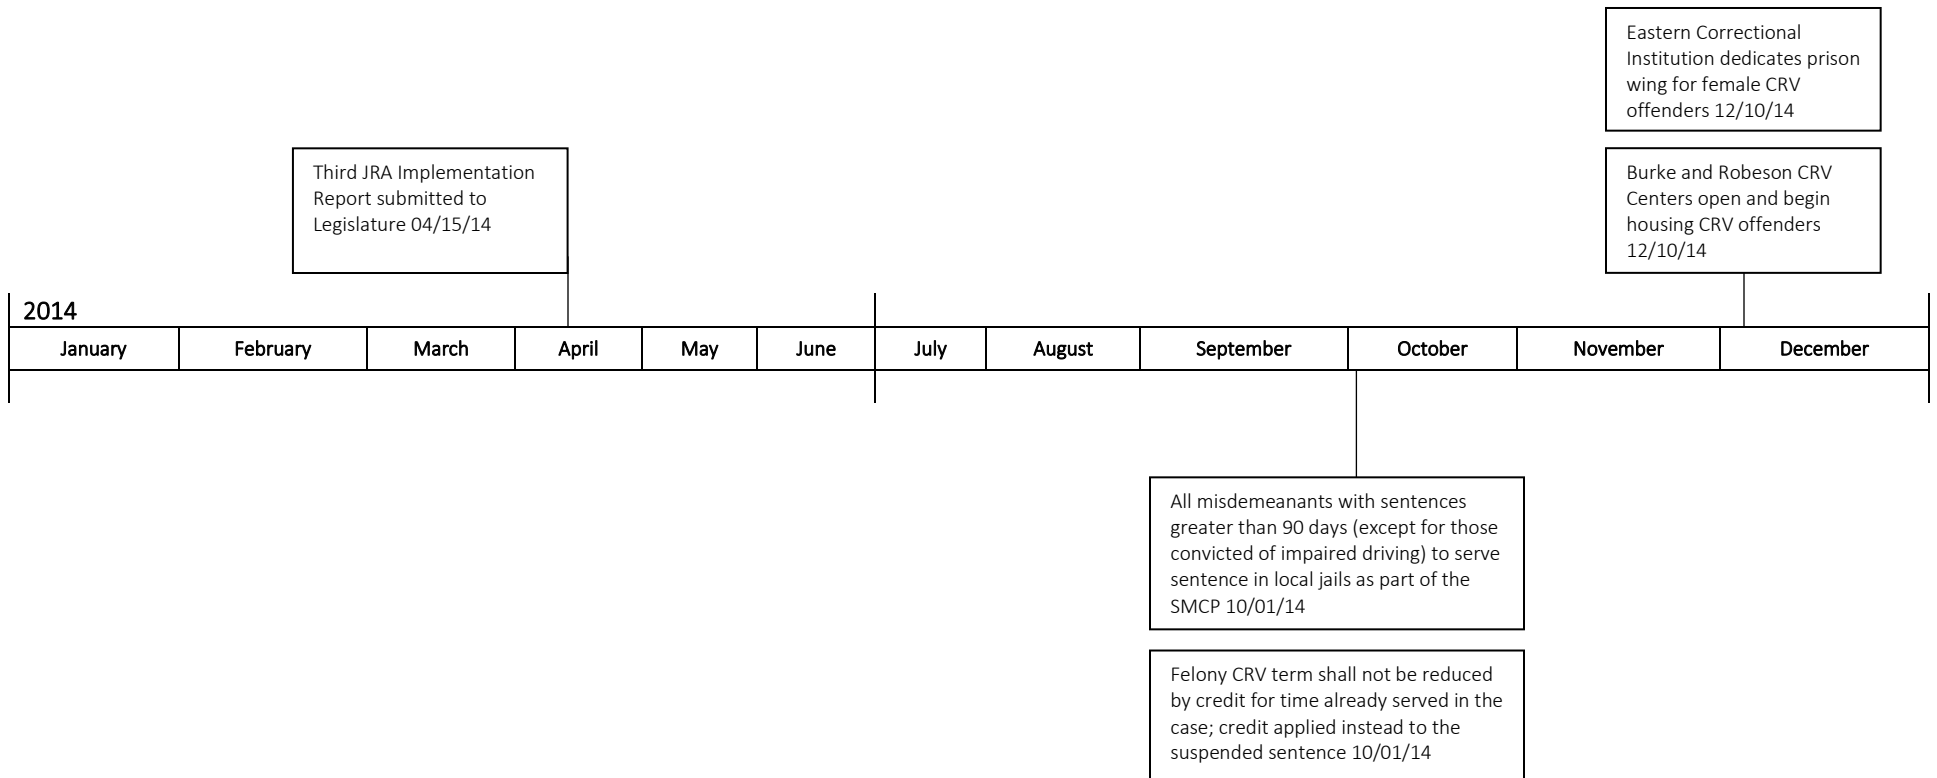 Eastern Correctional
Institution dedicates prison
wing for female CRV
offenders 12/10/14
Third JRA Implementation
Report submitted to
Legislature 04/15/14
Burke and Robeson CRV
Centers open and begin
housing CRV offenders
12/10/14
2014
January February March April May June July August September October November December
All misdemeanants with sentences
greater than 90 days (except for those
convicted of impaired driving) to serve
sentence in local jails as part of the
SMCP 10/01/14
Felony CRV term shall not be reduced
by credit for time already served in the
case; credit applied instead to the
suspended sentence 10/01/14